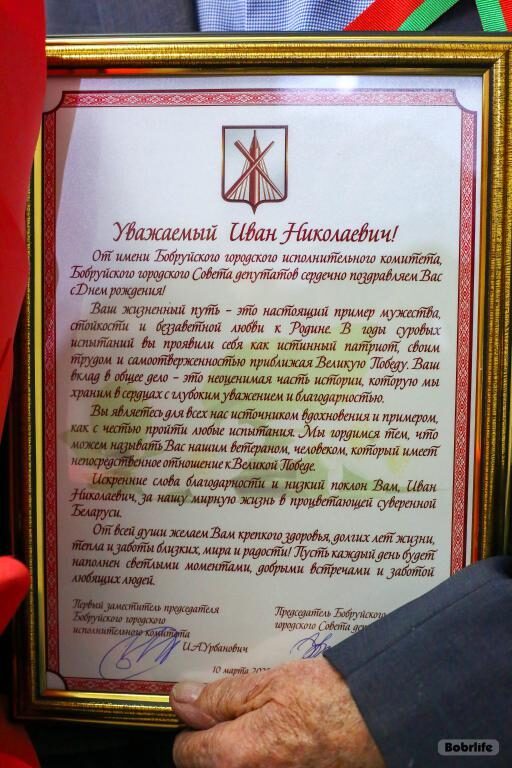 Уважаемый Иван Николаевич!
От имени Бобруйского городского исполнительного комитета,
Бобруйского городского Совета депутатов сердечно поздравляем Вас
с Днем рождения!
Ваш жизненный путь – это настоящий пример мужества,
стойкости и беззаветной любви к Родине. В годы суровых
испытаний вы проявили себя как истинный патриот, своим
трудом и самоотверженностью приближая Великую Победу. Ваш
вклад в общее дело – это неоценимая часть истории, которую мы
храним в сердцах с глубоким уважением и благодарностью.
Вы являетесь для всех нас источником вдохновения и примером,
как с честью пройти любые испытания. Мы гордимся тем, что
можем называть Вас нашим ветераном, человеком, который имеет
непосредственное отношение к Великой Победе.
Искренние слова благодарности и низкий поклон Вам, Иван
Николаевич, за нашу мирную жизнь в процветающей суверенной
Беларуси.
От всей души желаем Вам крепкого здоровья, долгих лет жизни,
тепла и заботы близких, мира и радости! Пусть каждый день будет
наполнен светлыми моментами, добрыми встречами и заботой
любящих людей.
Первый заместитель председателя
Бобруйского городского
исполнительного комитета
И.А.Урбанович
Председатель Бобруйского
городского Совета
10 марта
Bobrlife